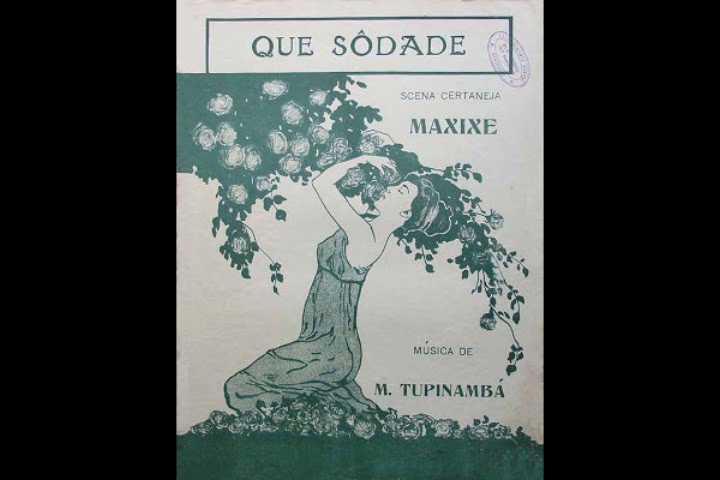 QUE SÔDADE
SCENA CERTANEJA
MAXIXE
MÚSICA DE
M. TUPINAMBÁ